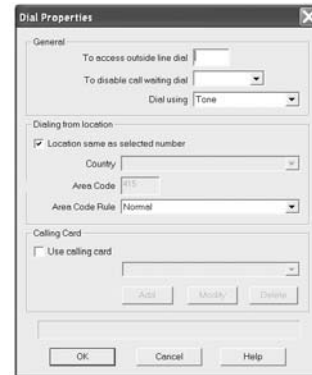 Dial Properties
General
To access outside line dial
To disable call waiting dial
Dial using Tone
Dialing from location
Location same as selected number
Country
Area Code 415
Area Code Rule Normal
Calling Card
Use calling card
Add Modify Delete
OK Cancel Help